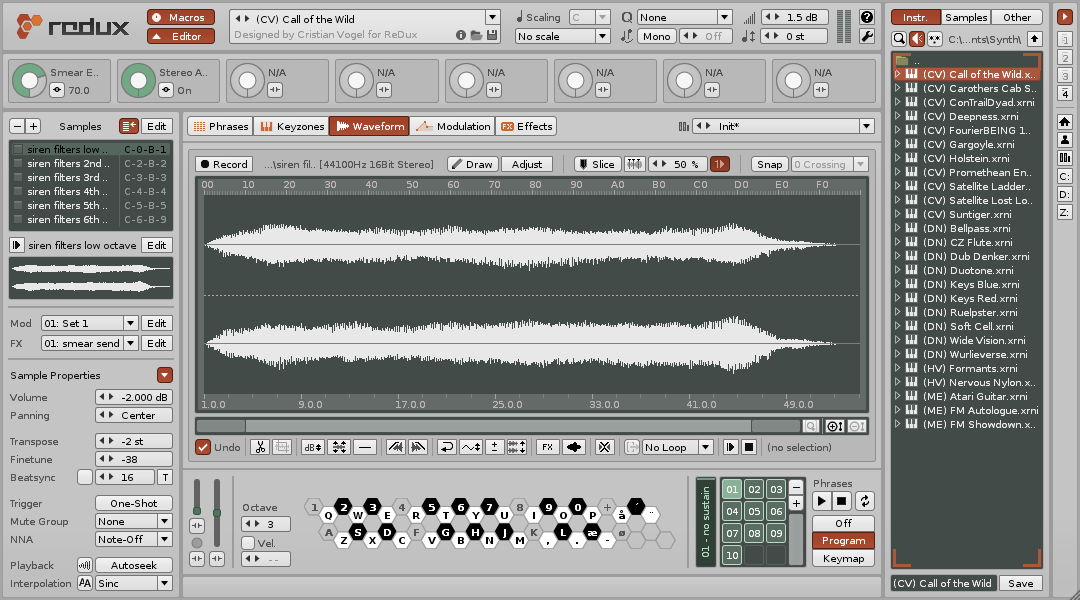 redux
Macros
Editor
(CV) Call of the Wild
Designed by Cristian Vogel for ReDux
Scaling
C
No scale
None
Mono
Off
1.5 dB
0 st
Smear E..
70.0
Stereo A..
On
N/A
N/A
N/A
N/A
N/A
N/A
Samples
Edit
siren filters low .. C-0-B-1
siren filters 2nd .. C-2-B-2
siren filters 3rd .. C-3-B-3
siren filters 4th .. C-4-B-4
siren filters 5th .. C-5-B-5
siren filters 6th .. C-6-B-9
siren filters low octave
Edit
Mod 01: Set 1 Edit
FX 01: smear send Edit
Sample Properties
Volume -2.000 dB
Panning Center
Transpose -2 st
Finetune -38
Beatsync 16 T
Trigger One-Shot
Mute Group None
NNA Note-Off
Playback Autoseek
Interpolation AA Sinc
Phrases
Keyzones
Waveform
Modulation
FX Effects
Init*
Record
...\siren fil.. [44100Hz 16Bit Stereo]
Draw
Adjust
Slice
50 %
Snap
0 Crossing
00 10 20 30 40 50 60 70 80 90 A0 B0 C0 D0 E0 F0
1.0.0 9.0.0 17.0.0 25.0.0 33.0.0 41.0.0 49.0.0
Undo
dB
FX
No Loop
(no selection)
Octave
3
Vel.
--
1 2 3 4 5 6 7 8 9 0 + ´
Q W E R T Y U I O P å ¨
A S D F G H J K L æ ø
Z X C V B N M , . -
01 - no sustain
01 02 03
04 05 06
07 08 09
10
Phrases
Off
Program
Keymap
Instr.
Samples
Other
C:\...nts\Synth\
..
(CV) Call of the Wild.x..
(CV) Carothers Cab S..
(CV) ConTrailDyad.xrni
(CV) Deepness.xrni
(CV) FourierBEING 1..
(CV) Gargoyle.xrni
(CV) Holstein.xrni
(CV) Promethean En..
(CV) Satellite Ladder..
(CV) Satellite Lost Lo..
(CV) Suntiger.xrni
(DN) Bellpass.xrni
(DN) CZ Flute.xrni
(DN) Dub Denker.xrni
(DN) Duotone.xrni
(DN) Keys Blue.xrni
(DN) Keys Red.xrni
(DN) Ruelpster.xrni
(DN) Soft Cell.xrni
(DN) Wide Vision.xrni
(DN) Wurlieverse.xrni
(HV) Formants.xrni
(HV) Nervous Nylon.x..
(ME) Atari Guitar.xrni
(ME) FM Autologue.xrni
(ME) FM Showdown.x..
(CV) Call of the Wild
Save
1
2
3
4
C:
D:
Z: